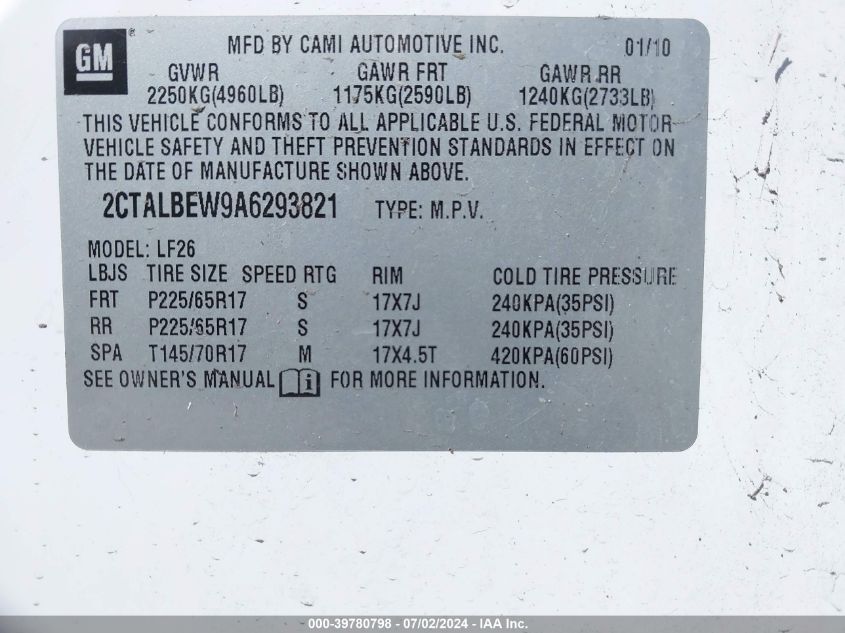 GM ® MFD BY CAMI AUTOMOTIVE INC. 01/10
GVWR GAWR FRT GAWR RR
2250KG(4960LB) 1175KG(2590LB) 1240KG(2733LB)
THIS VEHICLE CONFORMS TO ALL APPLICABLE U.S. FEDERAL MOTOR
VEHICLE SAFETY AND THEFT PREVENTION STANDARDS IN EFFECT ON
THE DATE OF MANUFACTURE SHOWN ABOVE.
2CTALBEW9A6293821 TYPE: M.P.V.
MODEL: LF26
LBJS TIRE SIZE SPEED RTG RIM COLD TIRE PRESSURE
FRT P225/65R17 S 17X7J 240KPA(35PSI)
RR P225/65R17 S 17X7J 240KPA(35PSI)
SPA T145/70R17 M 17X4.5T 420KPA(60PSI)
SEE OWNER'S MANUAL i FOR MORE INFORMATION.
000-39780798 - 07/02/2024 - IAA Inc.